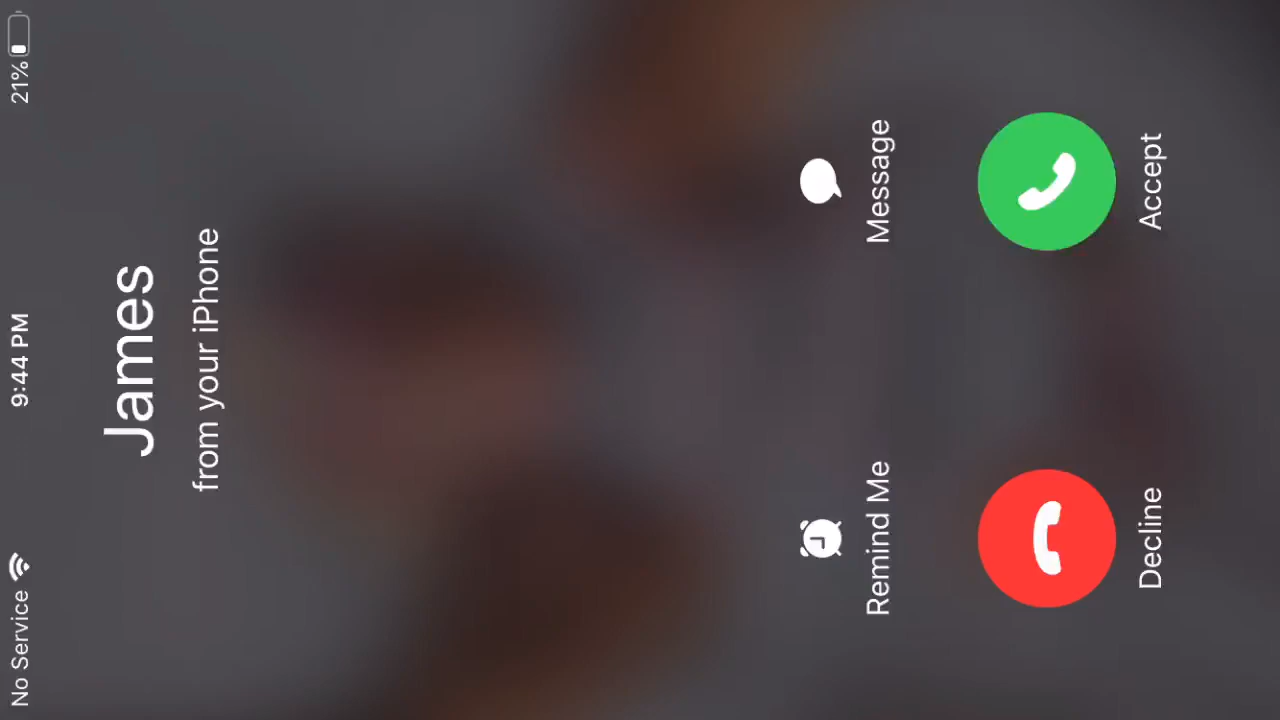 No Service 9:44 PM 21%
James
from your iPhone
Remind Me Message
Decline Accept